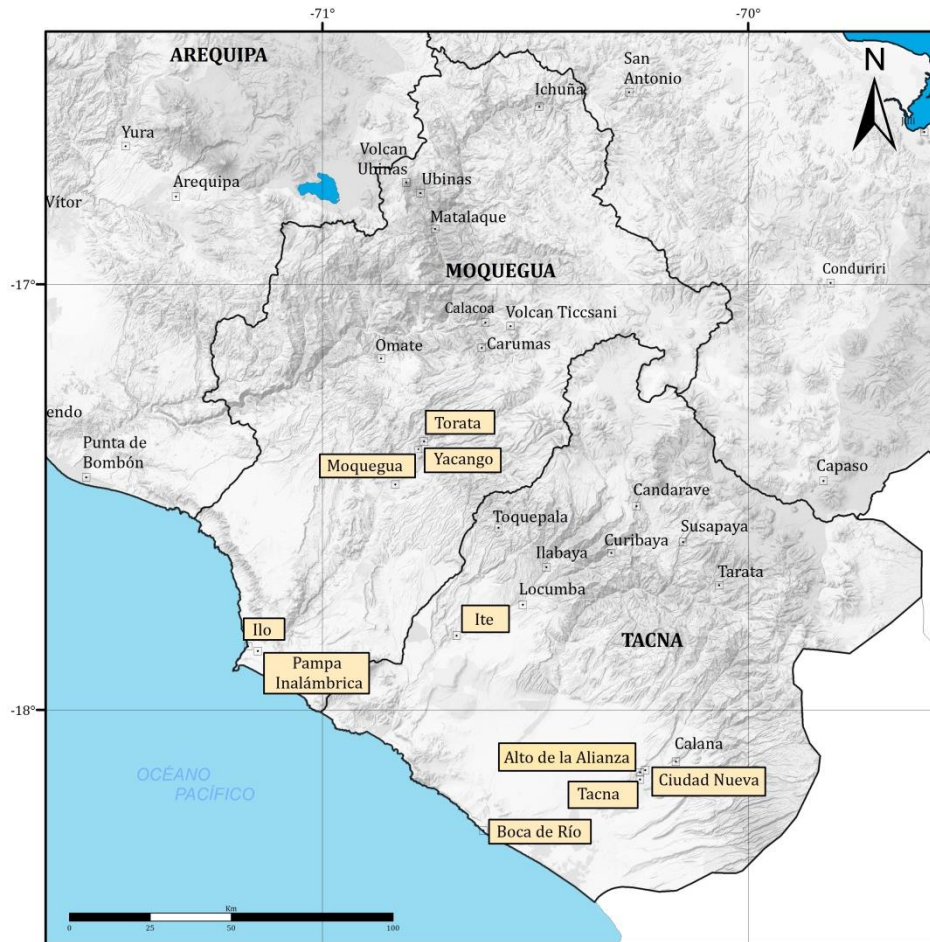 -71°
-70°
AREQUIPA
N
San
Antonio
Ichuña
Juli
Yura
Volcan
Ubinas
Arequipa
Ubinas
Vítor
Matalaque
MOQUEGUA
Conduriri
-17°
Calacoa
Volcan Ticcsani
Omate
Carumas
endo
Torata
Punta de
Bombón
Moquegua
Yacango
Capaso
Candarave
Toquepala
Susapaya
Ilabaya
Curibaya
Tarata
Locumba
Ite
Ilo
TACNA
Pampa
Inalámbrica
-18°
Alto de la Alianza
Calana
OCÉANO
PACÍFICO
Ciudad Nueva
Tacna
Boca de Río
Km
0 25 50 100